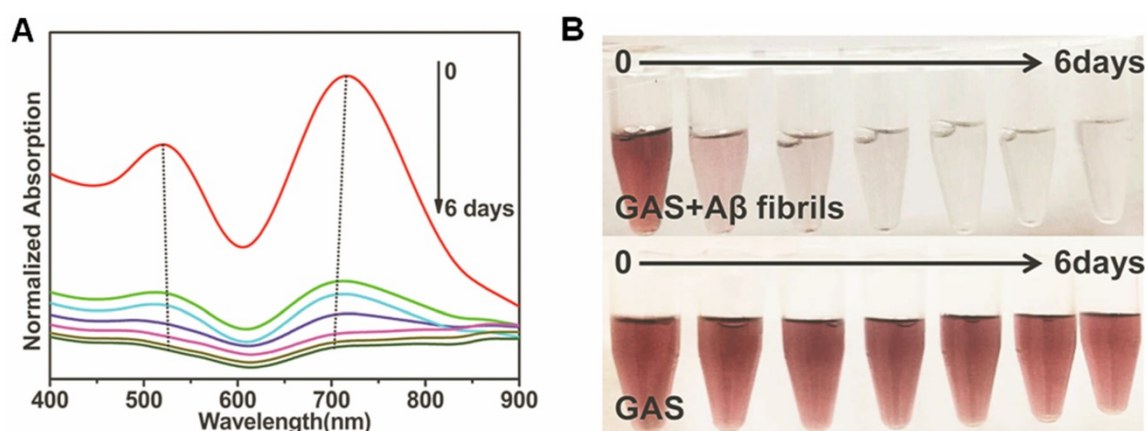 A
Normalized Absorption
0
6 days
400
500
600
700
800
900
Wavelength(nm)
B
0
6days
GAS+Aβ fibrils
0
6days
GAS